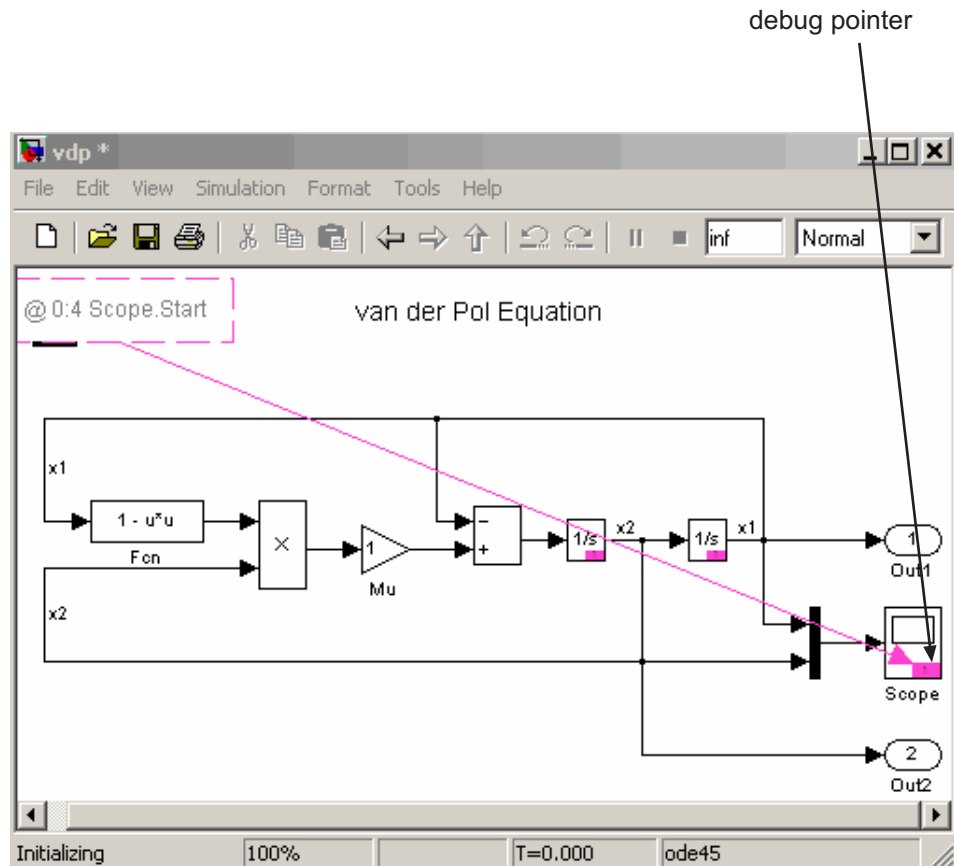 debug pointer
vdp *
File Edit View Simulation Format Tools Help
inf Normal
@ 0:4 Scope.Start
van der Pol Equation
x1
1 - u*u
Fcn
×
1
Mu
−
+
1/s
x2
1/s
x1
1
Out1
x2
Scope
2
Out2
Initializing 100% T=0.000 ode45